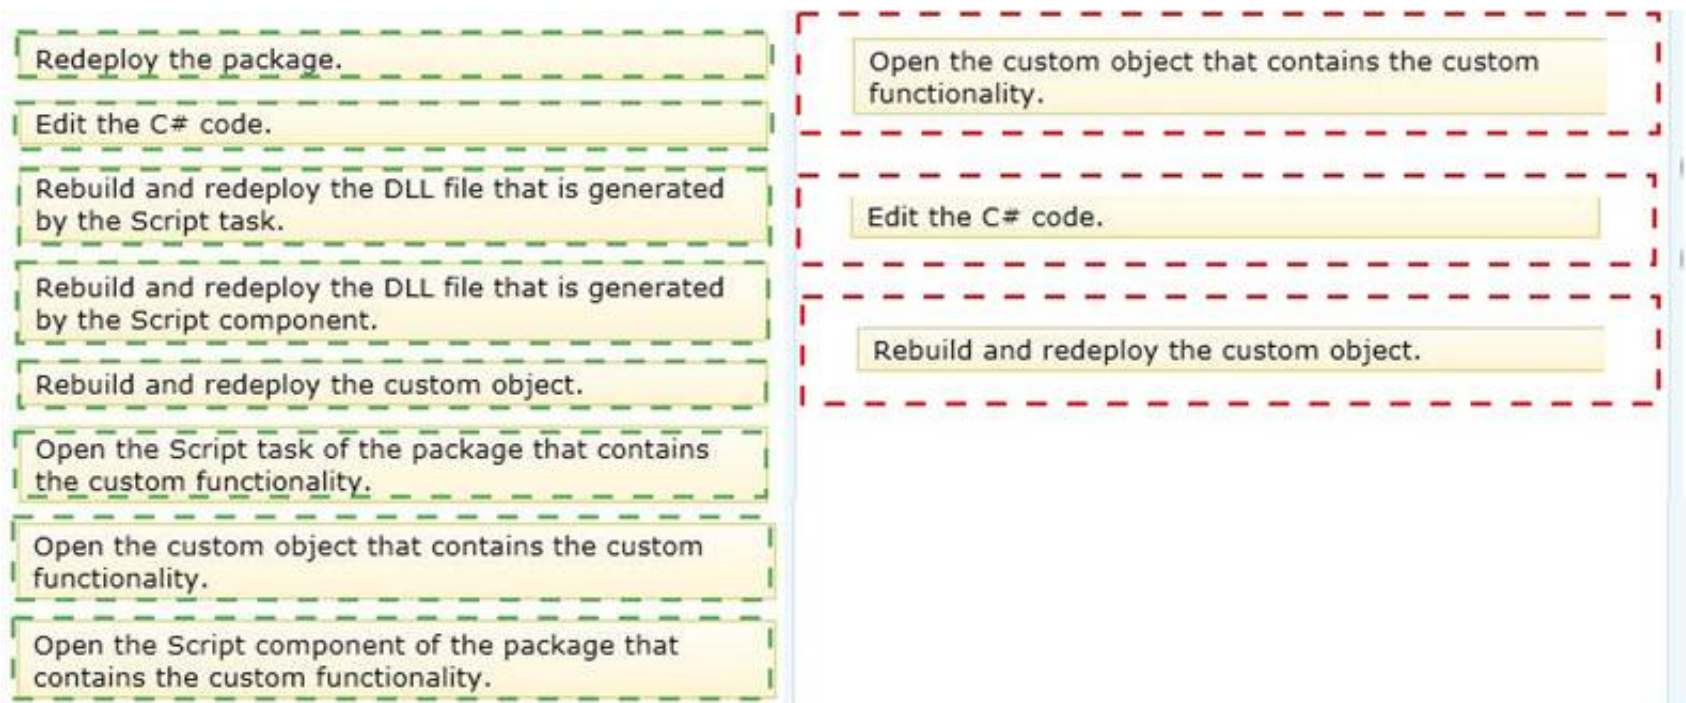 Redeploy the package.
Edit the C# code.
Rebuild and redeploy the DLL file that is generated
by the Script task.
Rebuild and redeploy the DLL file that is generated
by the Script component.
Rebuild and redeploy the custom object.
Open the Script task of the package that contains
the custom functionality.
Open the custom object that contains the custom
functionality.
Open the Script component of the package that
contains the custom functionality.
Open the custom object that contains the custom
functionality.
Edit the C# code.
Rebuild and redeploy the custom object.